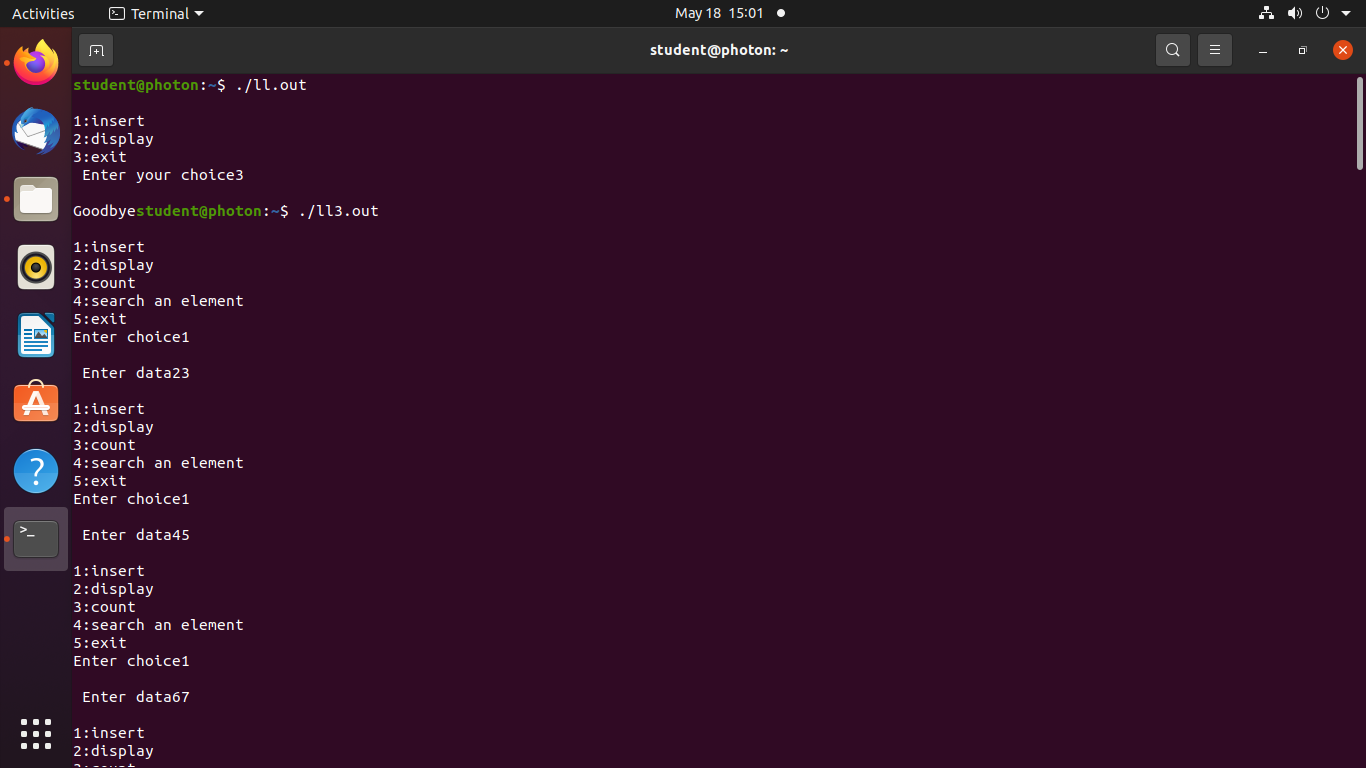 Activities Terminal May 18 15:01
student@photon: ~
student@photon:~$ ./ll.out
1:insert
2:display
3:exit
Enter your choice3
Goodbyestudent@photon:~$ ./ll3.out
1:insert
2:display
3:count
4:search an element
5:exit
Enter choice1
Enter data23
1:insert
2:display
3:count
4:search an element
5:exit
Enter choice1
Enter data45
1:insert
2:display
3:count
4:search an element
5:exit
Enter choice1
Enter data67
1:insert
2:display